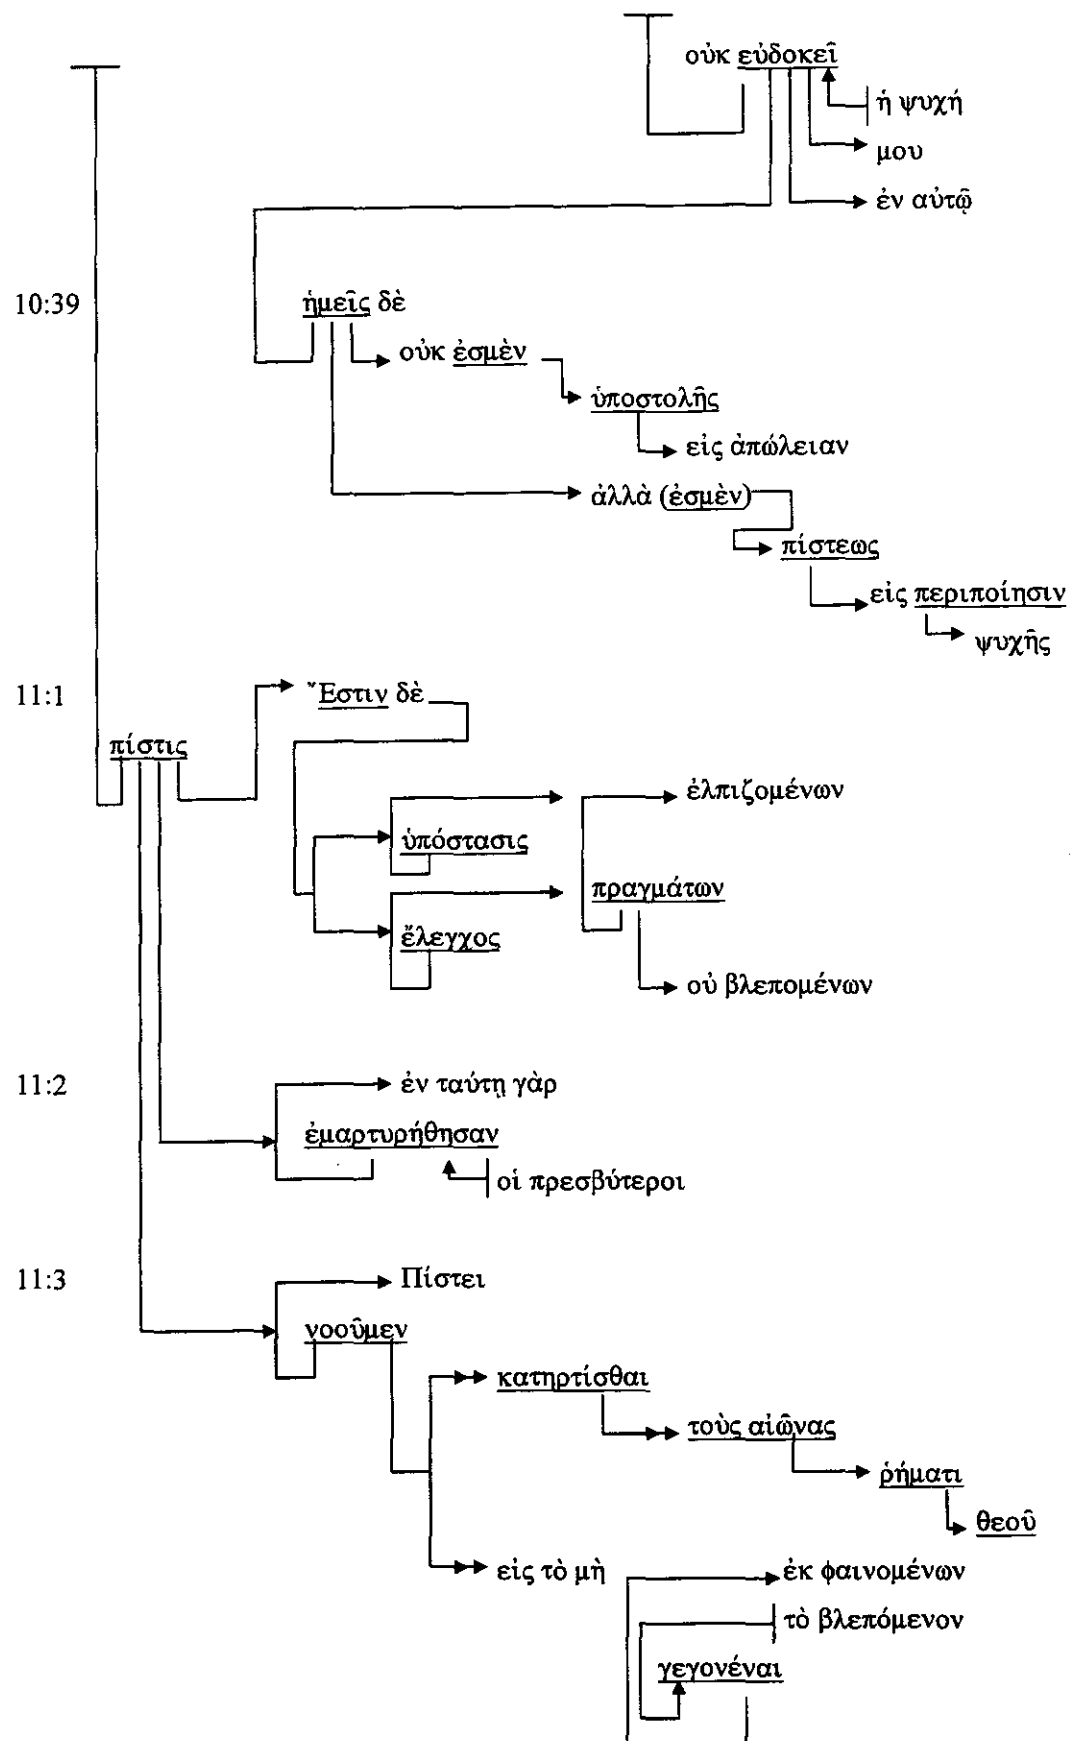 οὐκ εὐδοκεῖ
ἡ ψυχή
μου
ἐν αὐτῷ
10:39
ἡμεῖς δὲ
οὐκ ἐσμὲν
ὑποστολῆς
εἰς ἀπώλειαν
ἀλλὰ (ἐσμὲν)
πίστεως
εἰς περιποίησιν
ψυχῆς
11:1
Ἔστιν δὲ
πίστις
ἐλπιζομένων
ὑπόστασις
πραγμάτων
ἔλεγχος
οὐ βλεπομένων
11:2
ἐν ταύτῃ γὰρ
ἐμαρτυρήθησαν
οἱ πρεσβύτεροι
11:3
Πίστει
νοοῦμεν
κατηρτίσθαι
τοὺς αἰῶνας
ῥήματι
θεοῦ
εἰς τὸ μὴ
ἐκ φαινομένων
τὸ βλεπόμενον
γεγονέναι